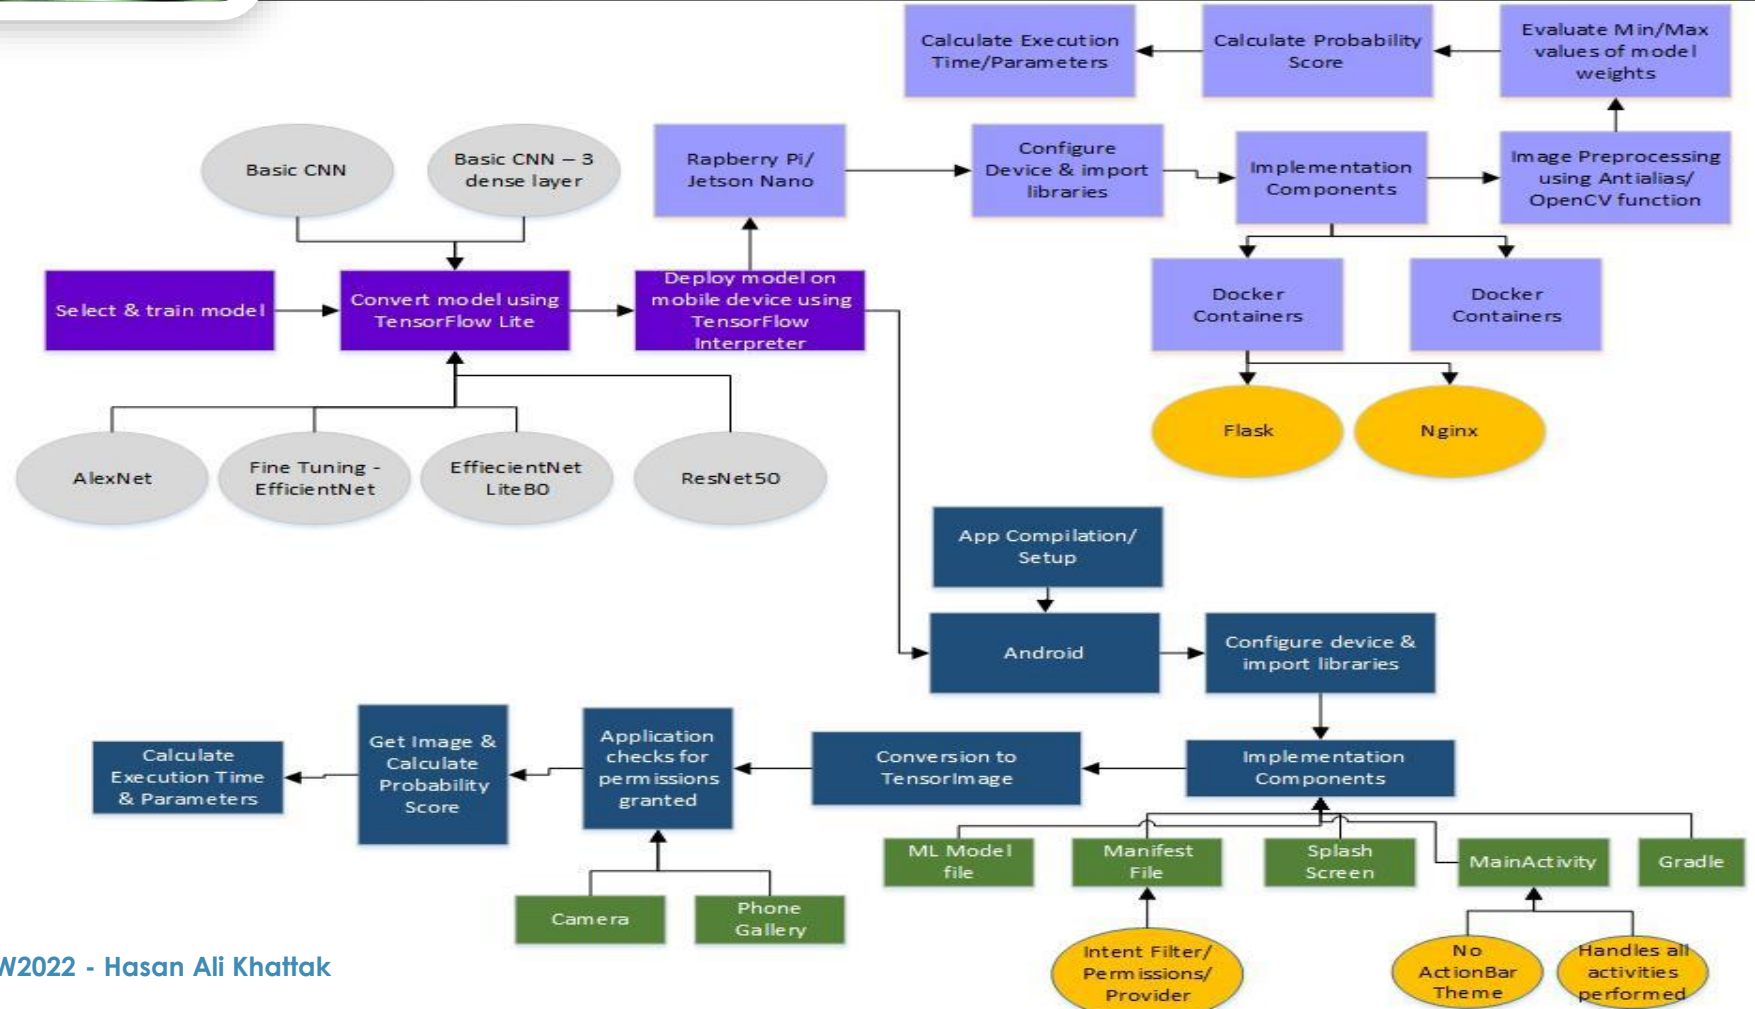 Calculate Execution
Time/Parameters
Calculate Probability
Score
Evaluate Min/Max
values of model
weights
Basic CNN
Basic CNN – 3
dense layer
Rapberry Pi/
Jetson Nano
Configure
Device & import
libraries
Implementation
Components
Image Preprocessing
using Antialias/
OpenCV function
Select & train model
Convert model using
TensorFlow Lite
Deploy model on
mobile device using
TensorFlow
Interpreter
Docker
Containers
Docker
Containers
Flask
Nginx
AlexNet
Fine Tuning -
EfficientNet
EffiecientNet
LiteB0
ResNet50
App Compilation/
Setup
Android
Configure device &
import libraries
Calculate
Execution Time
& Parameters
Get Image &
Calculate
Probability
Score
Application
checks for
permissions
granted
Conversion to
TensorImage
Implementation
Components
ML Model
file
Manifest
File
Splash
Screen
MainActivity
Gradle
Camera
Phone
Gallery
Intent Filter/
Permissions/
Provider
No
ActionBar
Theme
Handles all
activities
performed
W2022 - Hasan Ali Khattak